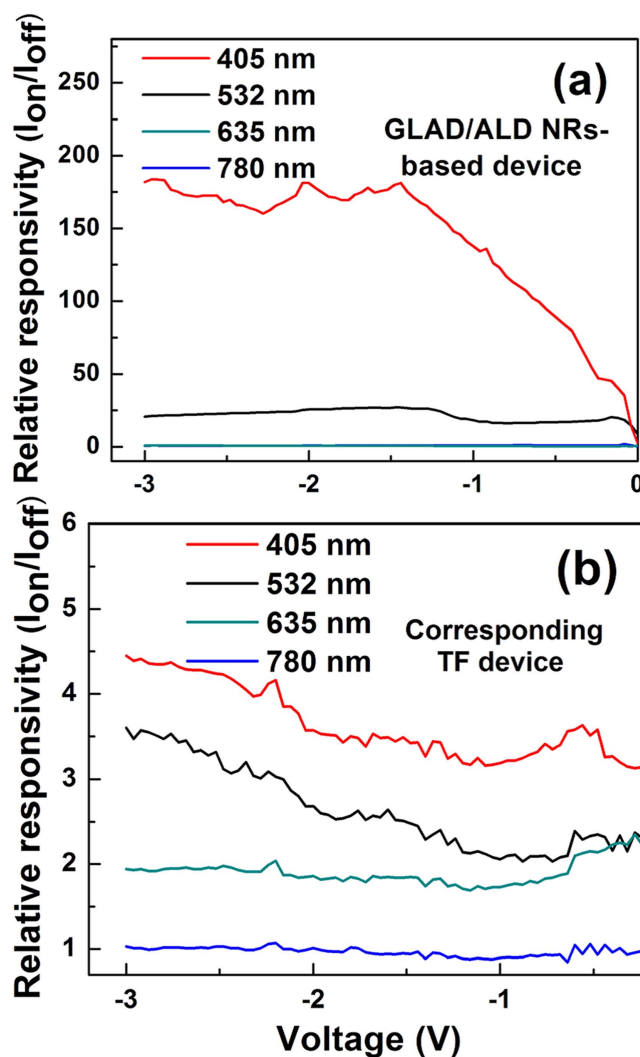 Relative responsivity (Ion/Ioff)
250
200
150
100
50
0
405 nm
532 nm
635 nm
780 nm
(a)
GLAD/ALD NRs-
based device
-3 -2 -1 0
Relative responsivity (Ion/Ioff)
6
5
4
3
2
1
405 nm
532 nm
635 nm
780 nm
(b)
Corresponding
TF device
-3 -2 -1
Voltage (V)